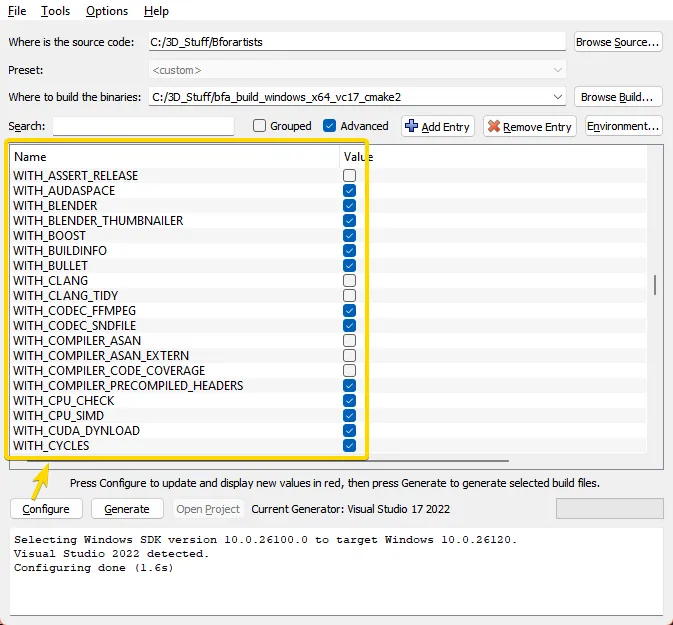 File Tools Options Help
Where is the source code: C:/3D_Stuff/Bforartists Browse Source...
Preset: <custom>
Where to build the binaries: C:/3D_Stuff/bfa_build_windows_x64_vc17_cmake2 Browse Build...
Search: Grouped Advanced Add Entry Remove Entry Environment...
Name Value
WITH_ASSERT_RELEASE
WITH_AUDASPACE
WITH_BLENDER
WITH_BLENDER_THUMBNAILER
WITH_BOOST
WITH_BUILDINFO
WITH_BULLET
WITH_CLANG
WITH_CLANG_TIDY
WITH_CODEC_FFMPEG
WITH_CODEC_SNDFILE
WITH_COMPILER_ASAN
WITH_COMPILER_ASAN_EXTERN
WITH_COMPILER_CODE_COVERAGE
WITH_COMPILER_PRECOMPILED_HEADERS
WITH_CPU_CHECK
WITH_CPU_SIMD
WITH_CUDA_DYNLOAD
WITH_CYCLES
Press Configure to update and display new values in red, then press Generate to generate selected build files.
Configure Generate Open Project Current Generator: Visual Studio 17 2022
Selecting Windows SDK version 10.0.26100.0 to target Windows 10.0.26120.
Visual Studio 2022 detected.
Configuring done (1.6s)